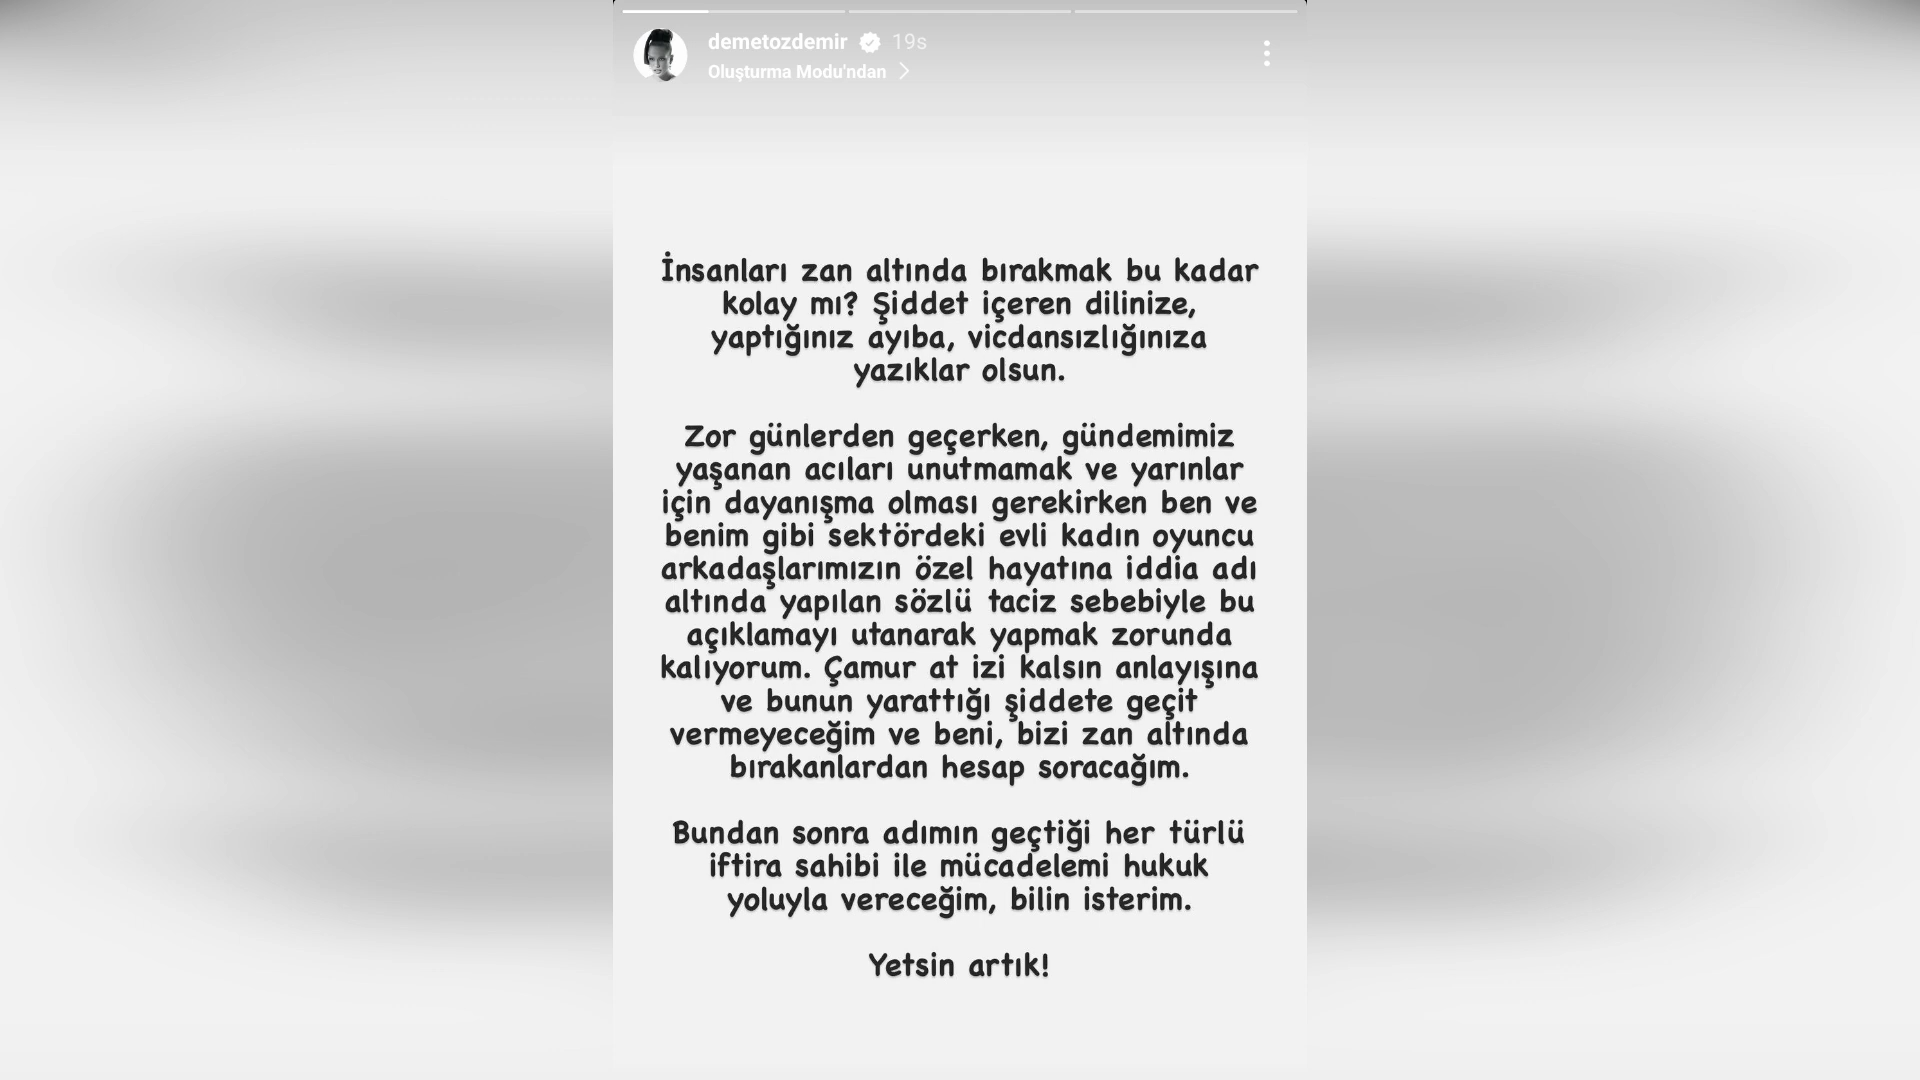 demetozdemir 19s
Oluşturma Modu'ndan
İnsanları zan altında bırakmak bu kadar
kolay mı? Şiddet içeren dilinize,
yaptığınız ayıba, vicdansızlığınıza
yazıklar olsun.
Zor günlerden geçerken, gündemimiz
yaşanan acıları unutmamak ve yarınlar
için dayanışma olması gerekirken ben ve
benim gibi sektördeki evli kadın oyuncu
arkadaşlarımızın özel hayatına iddia adı
altında yapılan sözlü taciz sebebiyle bu
açıklamayı utanarak yapmak zorunda
kalıyorum. Çamur at izi kalsın anlayışına
ve bunun yarattığı şiddete geçit
vermeyeceğim ve beni, bizi zan altında
bırakanlardan hesap soracağım.
Bundan sonra adımın geçtiği her türlü
iftira sahibi ile mücadelemi hukuk
yoluyla vereceğim, bilin isterim.
Yetsin artık!